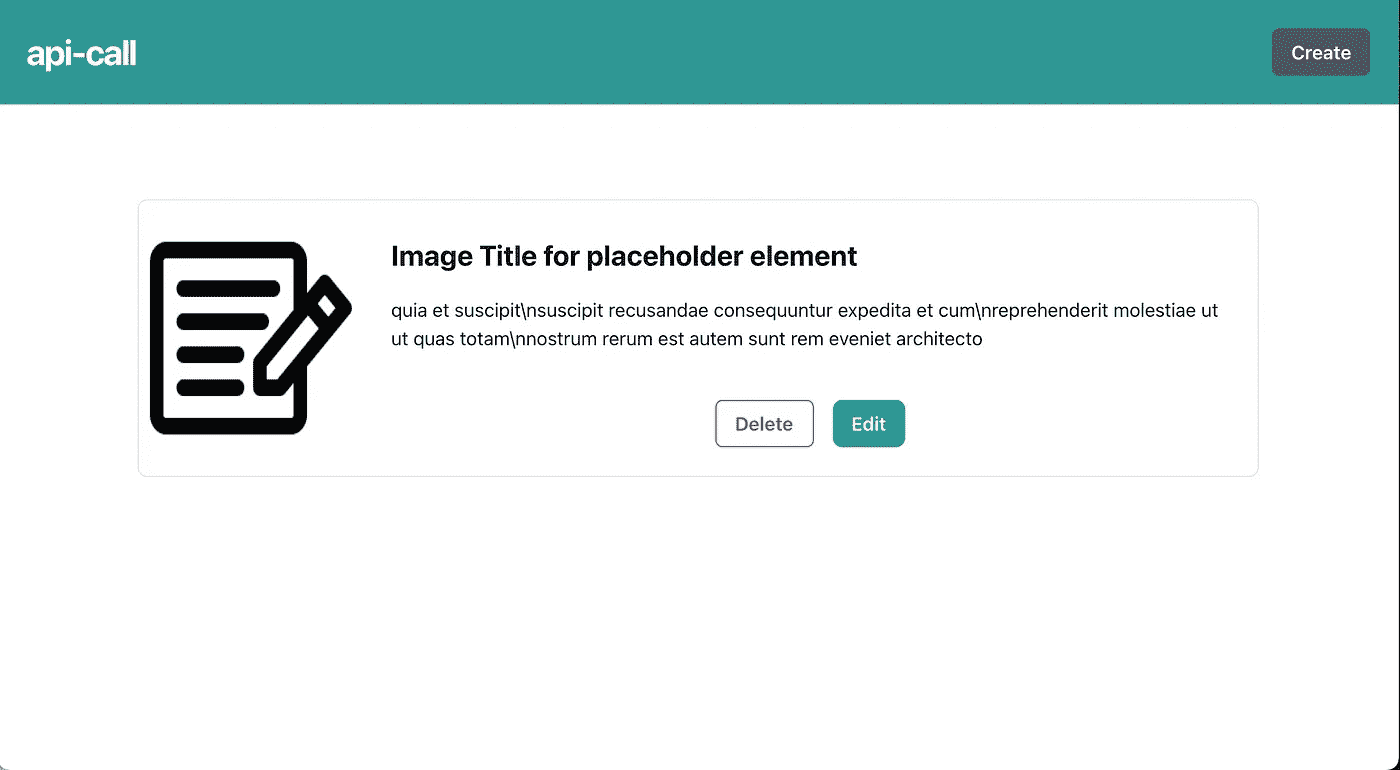 api-call
Create
Image Title for placeholder element
quia et suscipit\nsuscipit recusandae consequuntur expedita et cum\nreprehenderit molestiae ut
ut quas totam\nnostrum rerum est autem sunt rem eveniet architecto
Delete
Edit